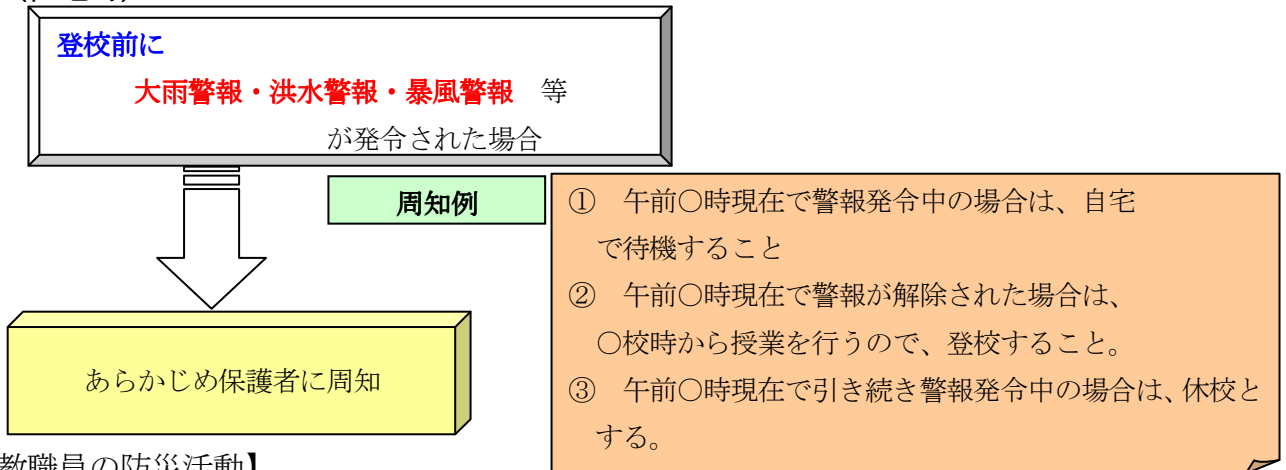 登校前に
大雨警報・洪水警報・暴風警報　等
が発令された場合
周知例
①　午前○時現在で警報発令中の場合は、自宅
で待機すること
②　午前○時現在で警報が解除された場合は、
○校時から授業を行うので、登校すること。
③　午前○時現在で引き続き警報発令中の場合は、休校と
する。
あらかじめ保護者に周知
教職員の防災活動】